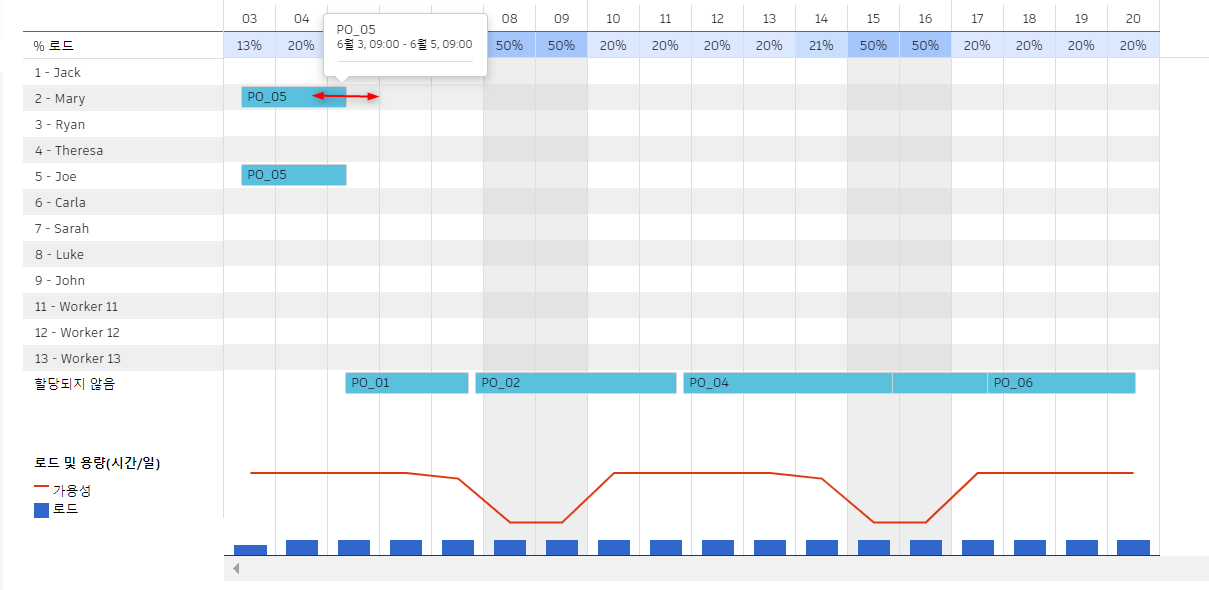 03 04 08 09 10 11 12 13 14 15 16 17 18 19 20
PO_05
6월 3, 09:00 - 6월 5, 09:00
% 로드 13% 20% 50% 50% 20% 20% 20% 20% 21% 50% 50% 20% 20% 20% 20%
1 - Jack
2 - Mary PO_05
3 - Ryan
4 - Theresa
5 - Joe PO_05
6 - Carla
7 - Sarah
8 - Luke
9 - John
11 - Worker 11
12 - Worker 12
13 - Worker 13
할당되지 않음 PO_01 PO_02 PO_04 PO_06
로드 및 용량(시간/일)
가용성
로드